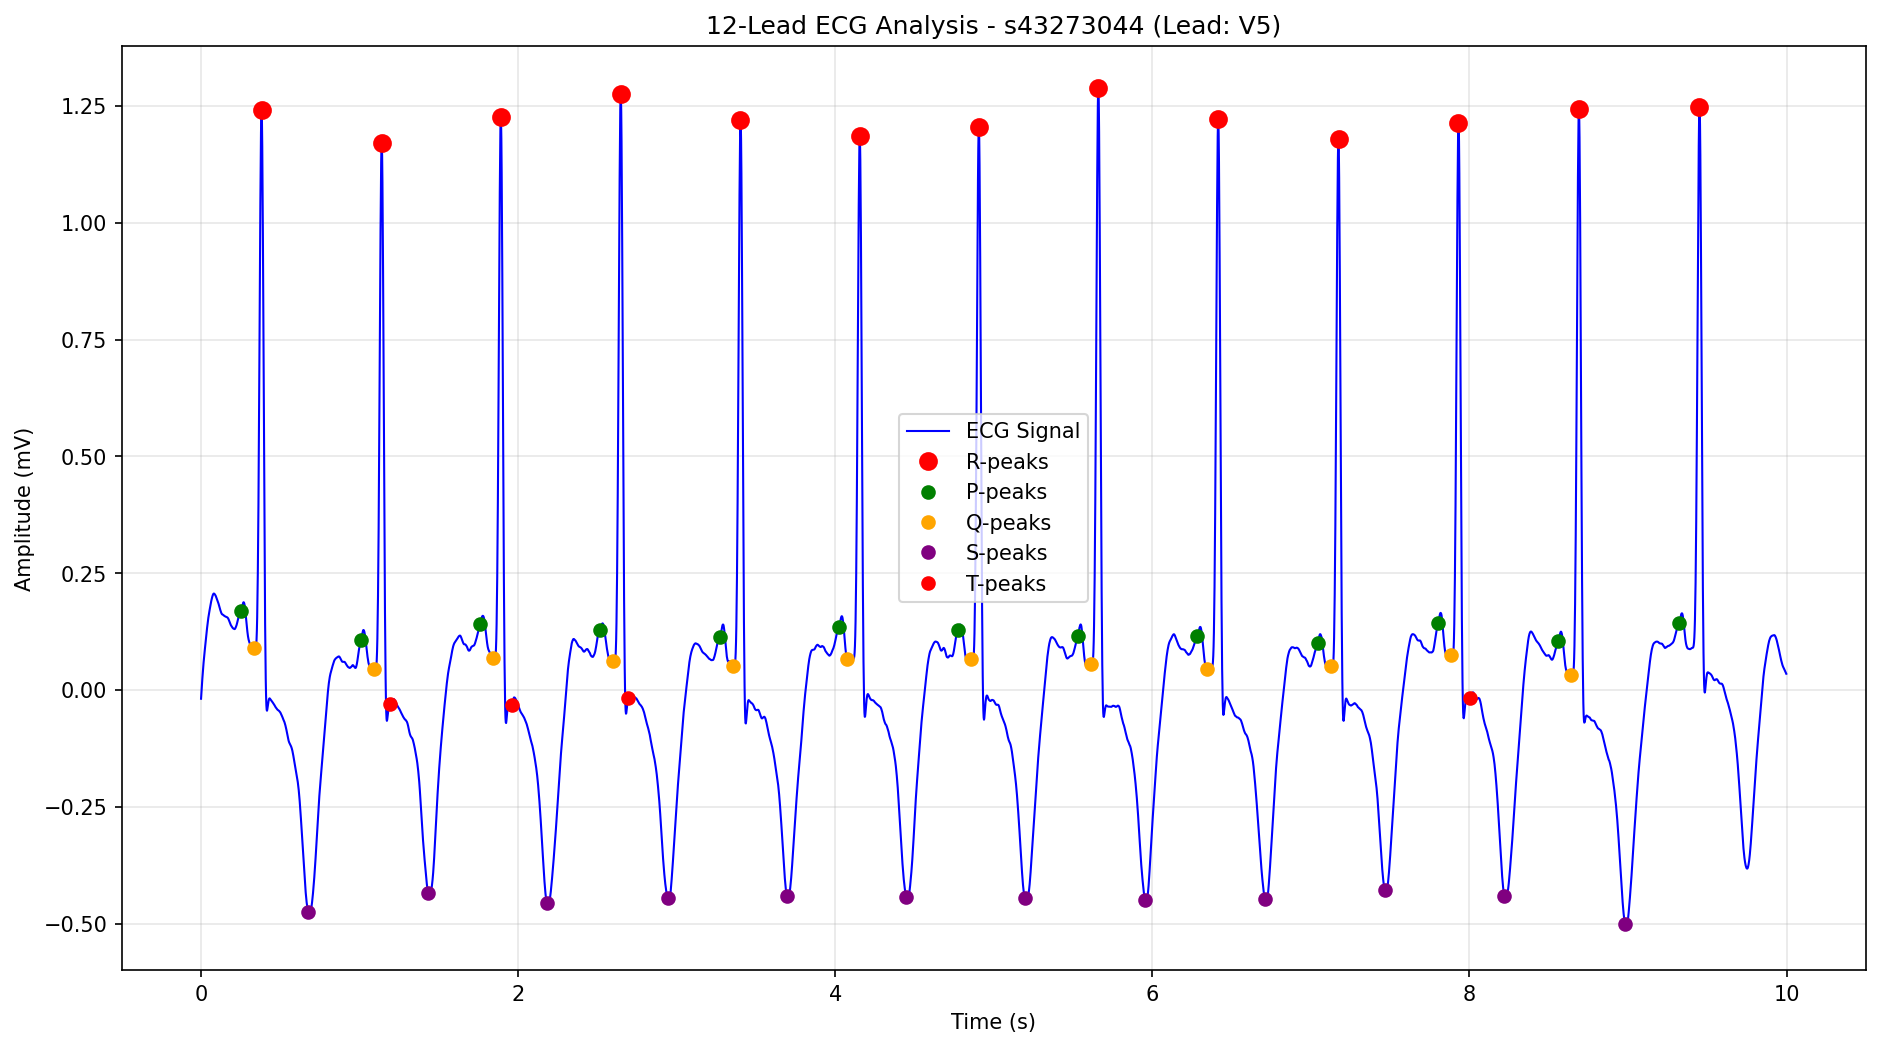 12-Lead ECG Analysis - s43273044 (Lead: V5)
Amplitude (mV)
1.25
1.00
0.75
0.50
0.25
0.00
−0.25
−0.50
ECG Signal
R-peaks
P-peaks
Q-peaks
S-peaks
T-peaks
0 2 4 6 8 10
Time (s)